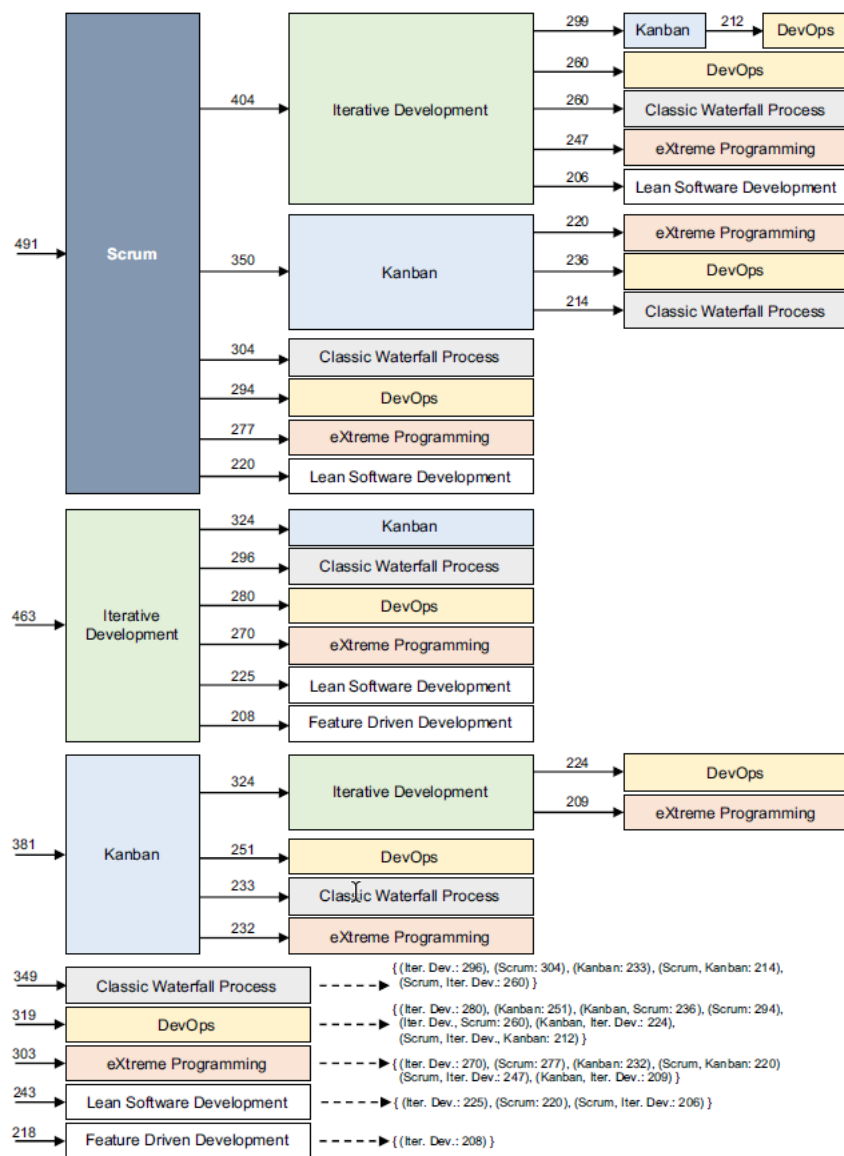 299
Kanban
212
DevOps
260
DevOps
404
Iterative Development
260
Classic Waterfall Process
247
eXtreme Programming
206
Lean Software Development
491
Scrum
350
Kanban
220
eXtreme Programming
236
DevOps
214
Classic Waterfall Process
304
Classic Waterfall Process
294
DevOps
277
eXtreme Programming
220
Lean Software Development
463
Iterative
Development
324
Kanban
296
Classic Waterfall Process
280
DevOps
270
eXtreme Programming
225
Lean Software Development
208
Feature Driven Development
381
Kanban
324
Iterative Development
224
DevOps
209
eXtreme Programming
251
DevOps
233
Classic Waterfall Process
232
eXtreme Programming
349
Classic Waterfall Process
{ (Iter. Dev.: 296), (Scrum: 304), (Kanban: 233), (Scrum, Kanban: 214),
(Scrum, Iter. Dev.: 260) }
319
DevOps
{ (Iter. Dev.: 280), (Kanban: 251), (Kanban, Scrum: 236), (Scrum: 294),
(Iter. Dev., Scrum: 260), (Kanban, Iter. Dev.: 224),
(Scrum, Iter. Dev., Kanban: 212) }
303
eXtreme Programming
{ (Iter. Dev.: 270), (Scrum: 277), (Kanban: 232), (Scrum, Kanban: 220)
(Scrum, Iter. Dev.: 247), (Kanban, Iter. Dev.: 209) }
243
Lean Software Development
{ (Iter. Dev.: 225), (Scrum: 220), (Scrum, Iter. Dev.: 206) }
218
Feature Driven Development
{ (Iter. Dev.: 208) }